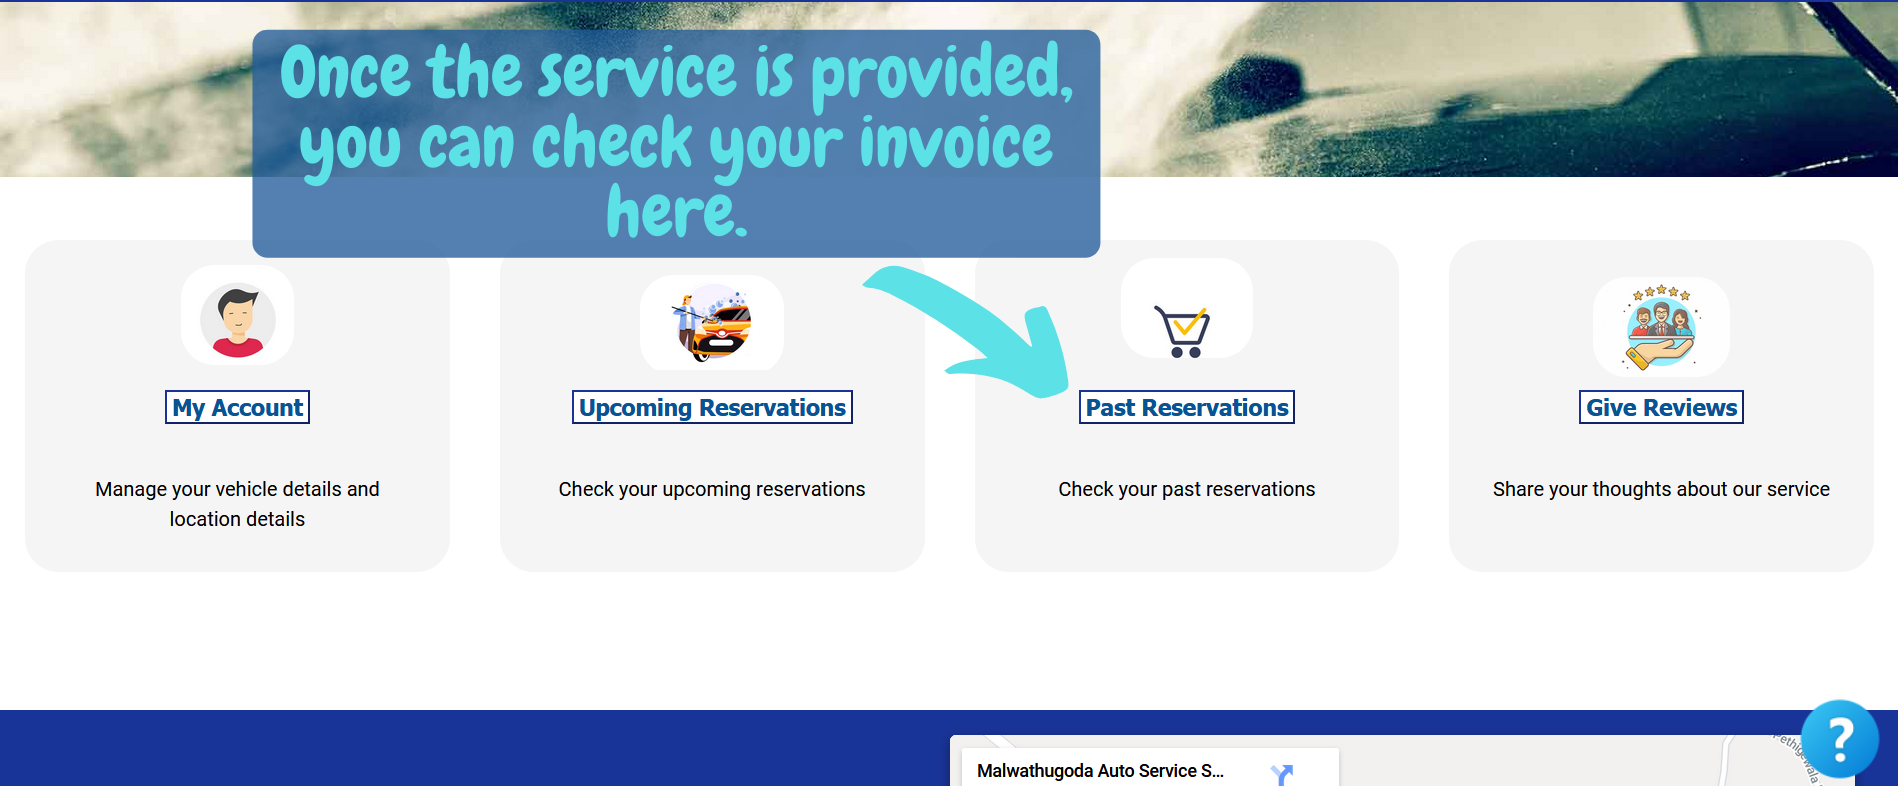 Once the service is provided,
you can check your invoice
here.
My Account
Upcoming Reservations
Past Reservations
Give Reviews
Manage your vehicle details and
location details
Check your upcoming reservations
Check your past reservations
Share your thoughts about our service
Malwathugoda Auto Service S...
?